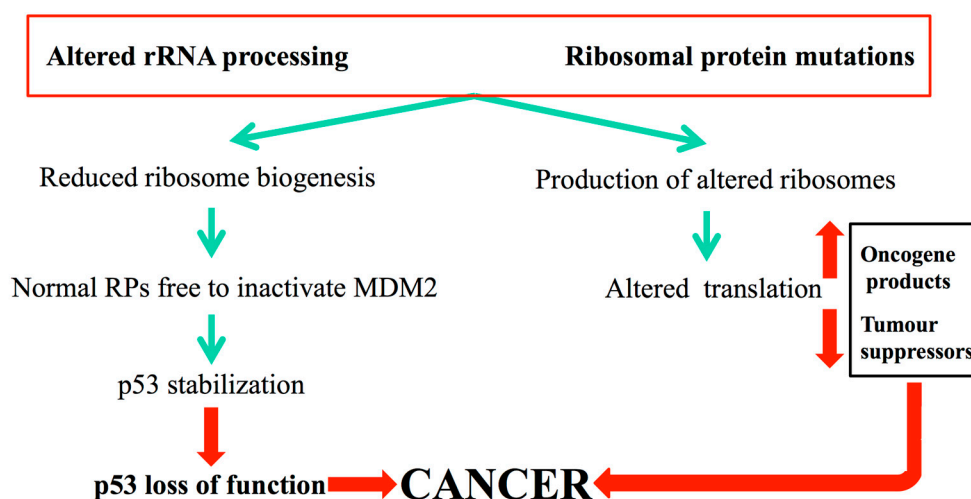 Altered rRNA processing
Ribosomal protein mutations
Reduced ribosome biogenesis
Production of altered ribosomes
Normal RPs free to inactivate MDM2
Altered translation
Oncogene
products
Tumour
suppressors
p53 stabilization
p53 loss of function
CANCER